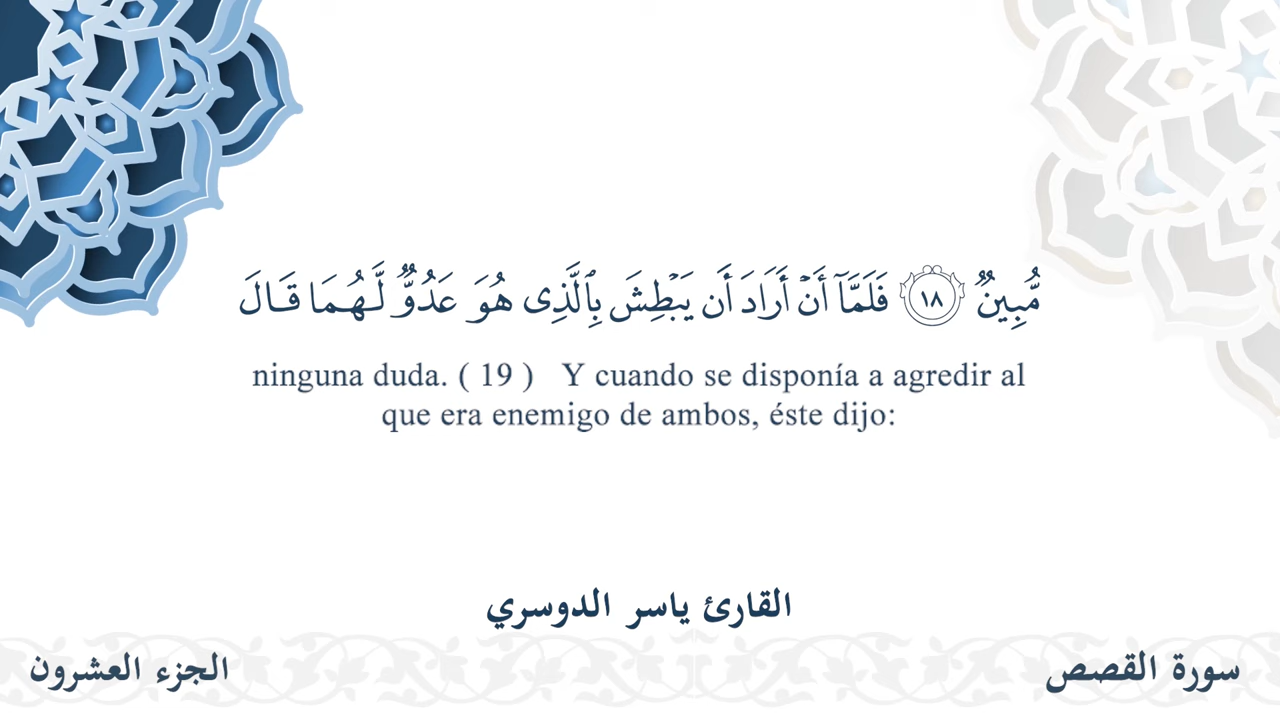 مُّبِينٌ ١٨ فَلَمَّآ أَنۡ أَرَادَ أَن يَبۡطِشَ بِٱلَّذِى هُوَ عَدُوٌّ لَّهُمَا قَالَ
ninguna duda. ( 19 ) Y cuando se disponía a agredir al
que era enemigo de ambos, éste dijo:
القارئ ياسر الدوسري
سورة القصص
الجزء العشرون